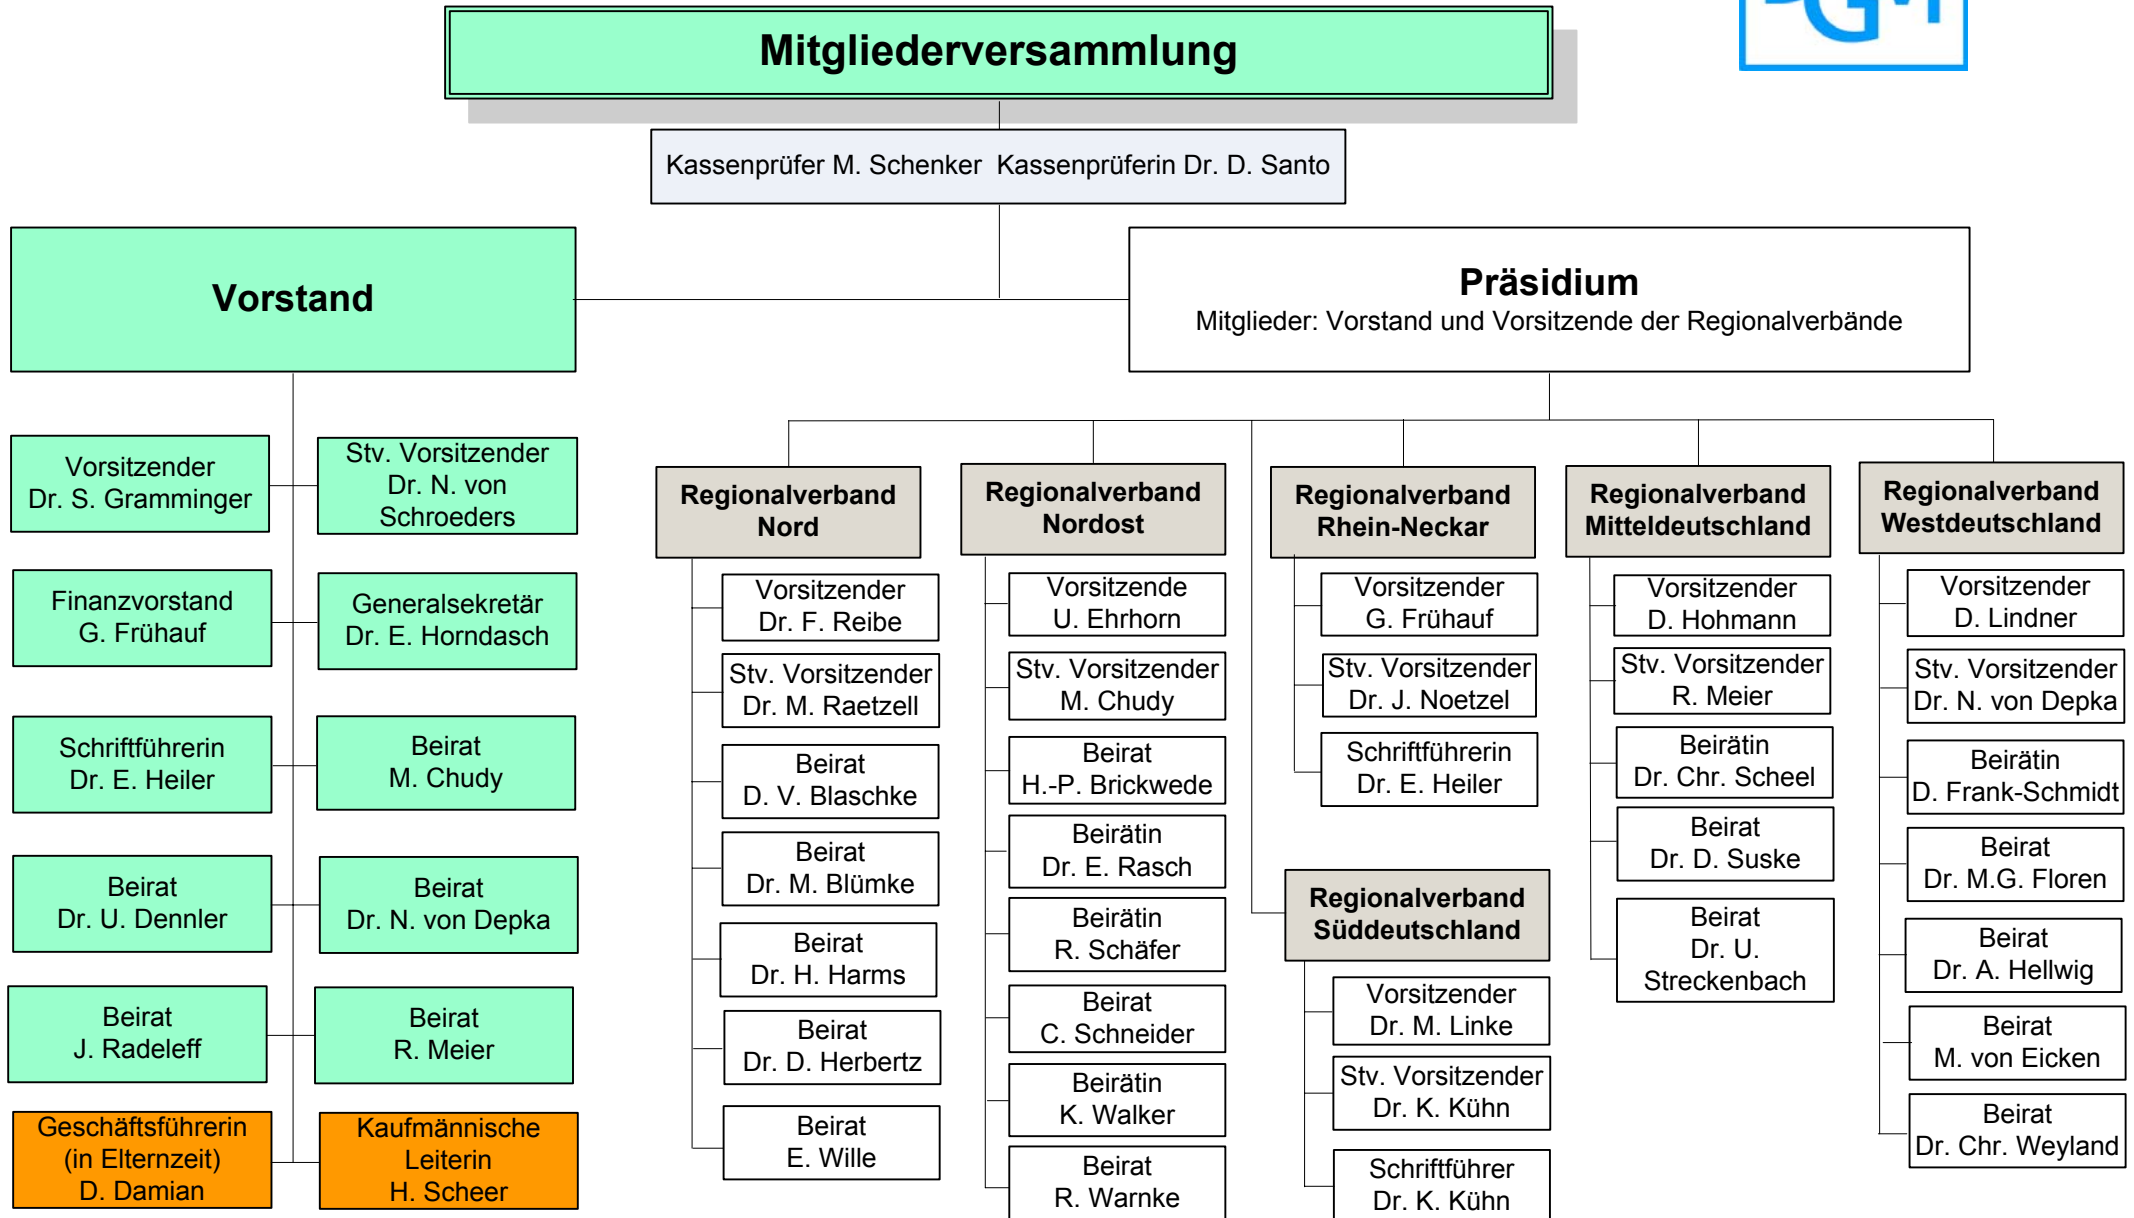 Mitgliederversammlung
Kassenprüfer M. Schenker  Kassenprüferin Dr. D. Santo
Vorstand
Präsidium
Mitglieder: Vorstand und Vorsitzende der Regionalverbände
Vorsitzender
Dr. S. Gramminger
Stv. Vorsitzender
Dr. N. von
Schroeders
Finanzvorstand
G. Frühauf
Generalsekretär
Dr. E. Horndasch
Schriftführerin
Dr. E. Heiler
Beirat
M. Chudy
Beirat
Dr. U. Dennler
Beirat
Dr. N. von Depka
Beirat
J. Radeleff
Beirat
R. Meier
Geschäftsführerin
(in Elternzeit)
D. Damian
Kaufmännische
Leiterin
H. Scheer
Regionalverband
Nord
Vorsitzender
Dr. F. Reibe
Stv. Vorsitzender
Dr. M. Raetzell
Beirat
D. V. Blaschke
Beirat
Dr. M. Blümke
Beirat
Dr. H. Harms
Beirat
Dr. D. Herbertz
Beirat
E. Wille
Regionalverband
Nordost
Vorsitzende
U. Ehrhorn
Stv. Vorsitzender
M. Chudy
Beirat
H.-P. Brickwede
Beirätin
Dr. E. Rasch
Beirätin
R. Schäfer
Beirat
C. Schneider
Beirätin
K. Walker
Beirat
R. Warnke
Regionalverband
Rhein-Neckar
Vorsitzender
G. Frühauf
Stv. Vorsitzender
Dr. J. Noetzel
Schriftführerin
Dr. E. Heiler
Regionalverband
Süddeutschland
Vorsitzender
Dr. M. Linke
Stv. Vorsitzender
Dr. K. Kühn
Schriftführer
Dr. K. Kühn
Regionalverband
Mitteldeutschland
Vorsitzender
D. Hohmann
Stv. Vorsitzender
R. Meier
Beirätin
Dr. Chr. Scheel
Beirat
Dr. D. Suske
Beirat
Dr. U.
Streckenbach
Regionalverband
Westdeutschland
Vorsitzender
D. Lindner
Stv. Vorsitzender
Dr. N. von Depka
Beirätin
D. Frank-Schmidt
Beirat
Dr. M.G. Floren
Beirat
Dr. A. Hellwig
Beirat
M. von Eicken
Beirat
Dr. Chr. Weyland